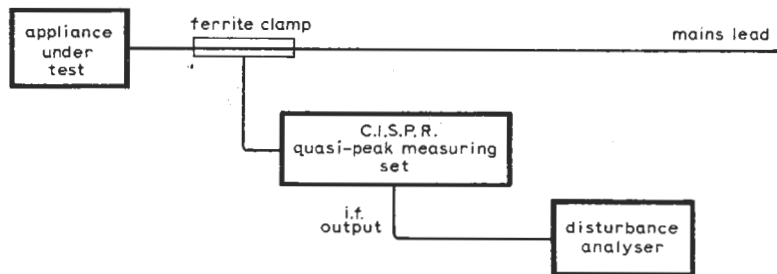 ferrite clamp
mains lead
appliance
under
test
C.I.S.P.R.
quasi-peak measuring
set
i.f.
output
disturbance
analyser